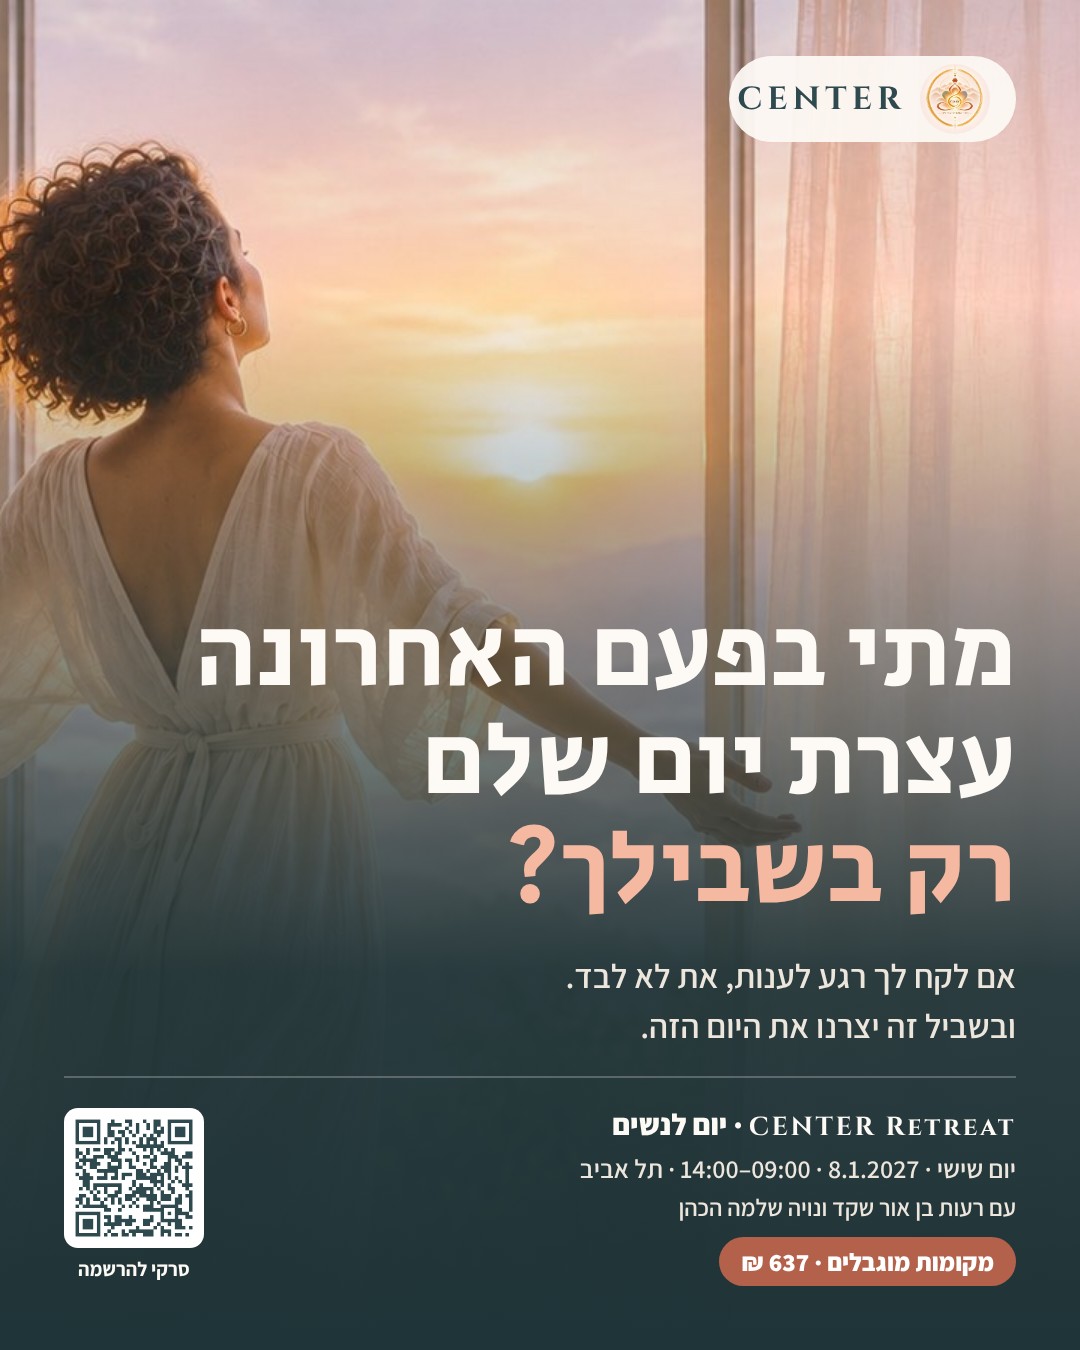 CENTER
מתי בפעם האחרונה
עצרת יום שלם
רק בשבילך?
אם לקח לך רגע לענות, את לא לבד.
ובשביל זה יצרנו את היום הזה.
CENTER RETREAT • יום לנשים
יום שישי · 8.1.2027 · 09:00–14:00 · תל אביב
עם רעות בן אור שקד ונויה שלמה הכהן
מקומות מוגבלים · 637 ₪
סרקי להרשמה